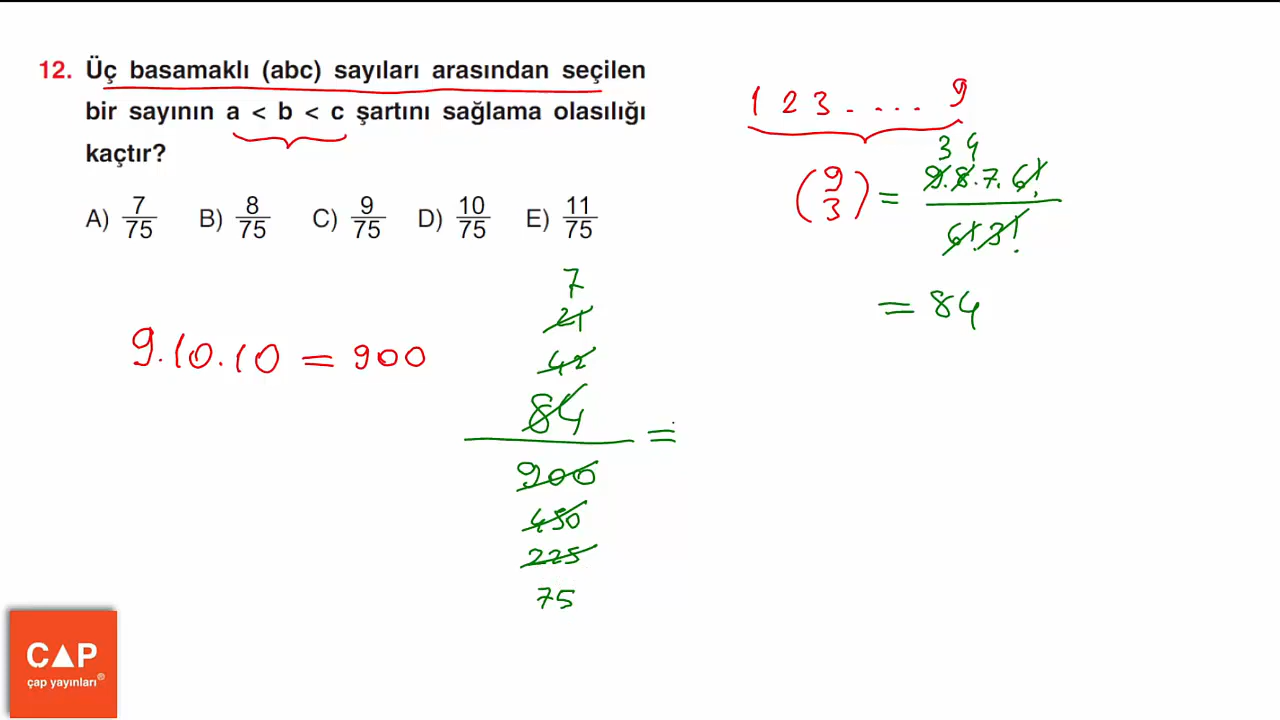 12. Üç basamaklı (abc) sayıları arasından seçilen
bir sayının a < b < c şartını sağlama olasılığı
kaçtır?
A) 7/75 B) 8/75 C) 9/75 D) 10/75 E) 11/75
1 2 3 . . . . 9
3 4
(9 3) = 9.8.7.6! / 6!.3!
= 84
9.10.10 = 900
7
21
42
84
=
900
450
225
75
ÇAP
çap yayınları®